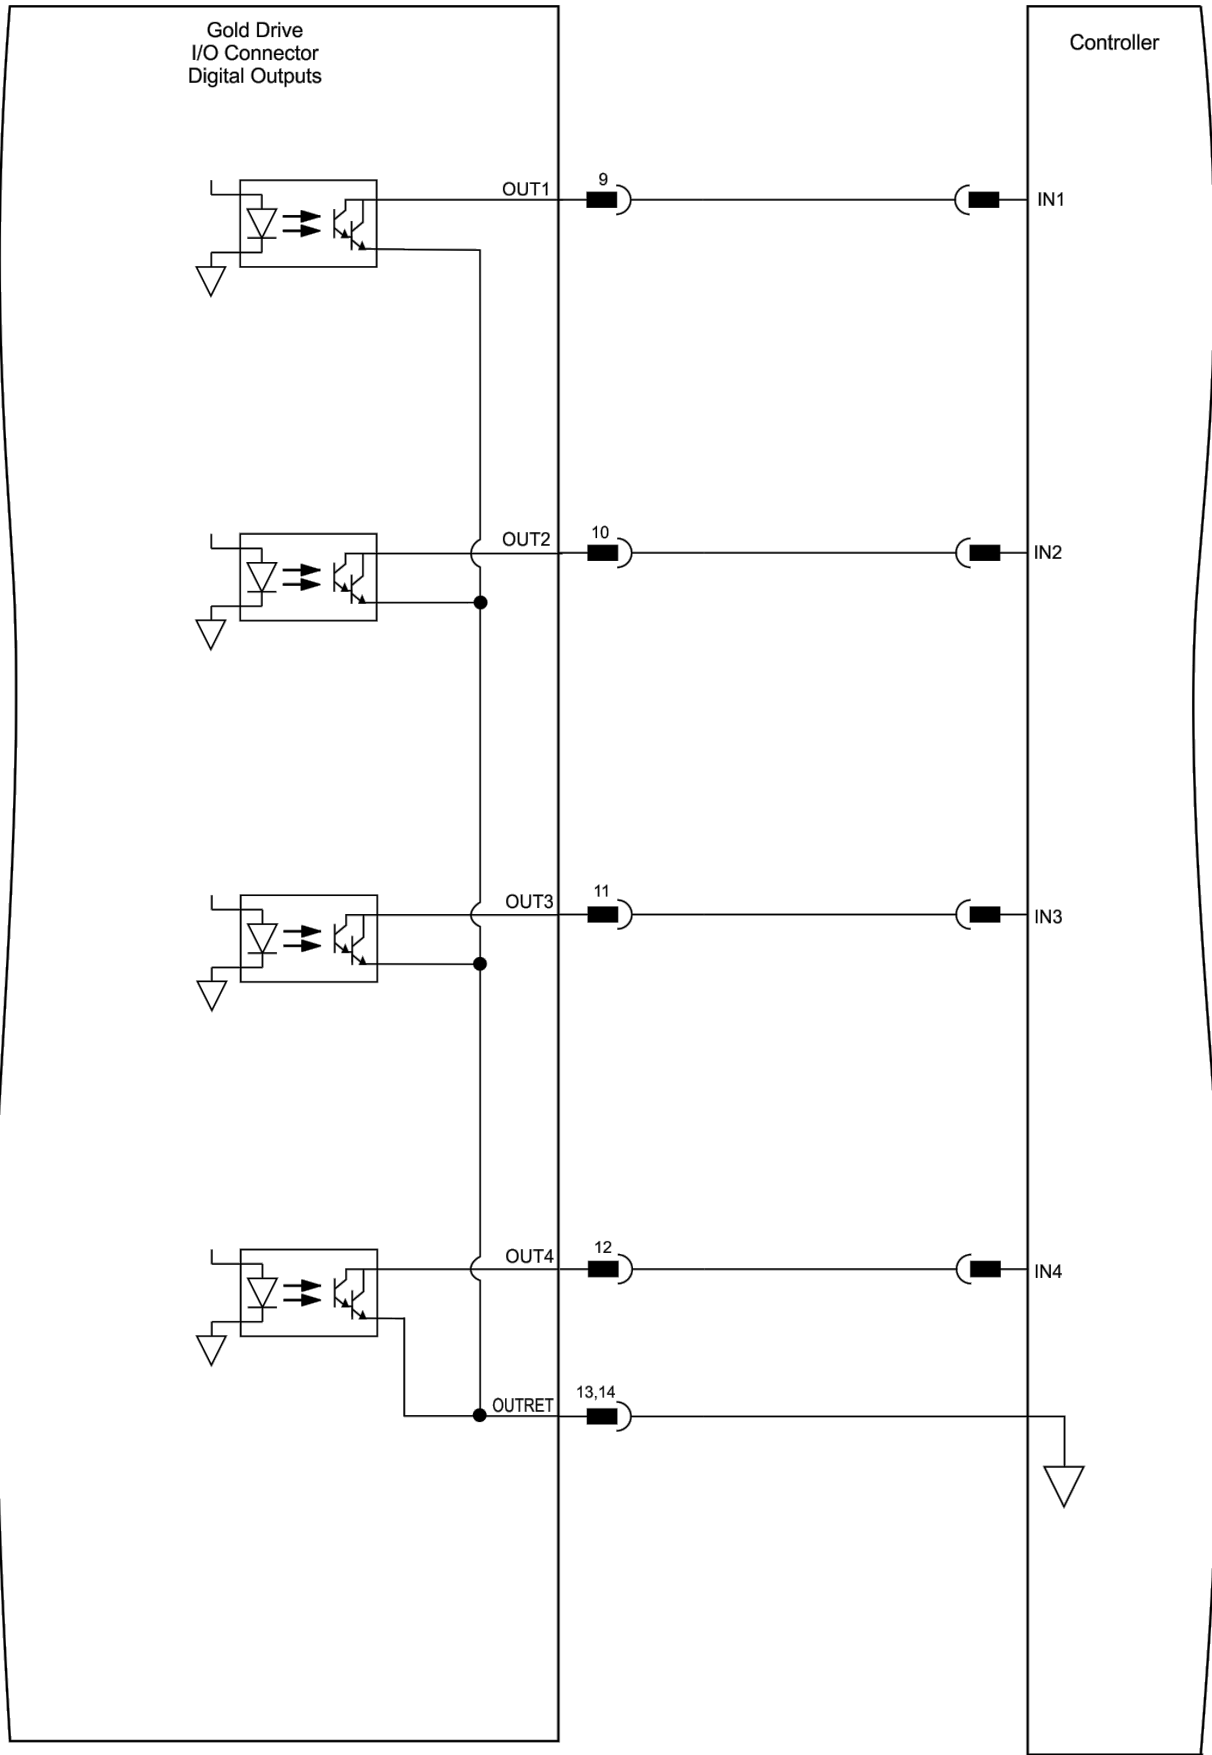 Gold Drive
I/O Connector
Digital Outputs
Controller
OUT1
9
IN1
OUT2
10
IN2
OUT3
11
IN3
OUT4
12
IN4
OUTRET
13,14